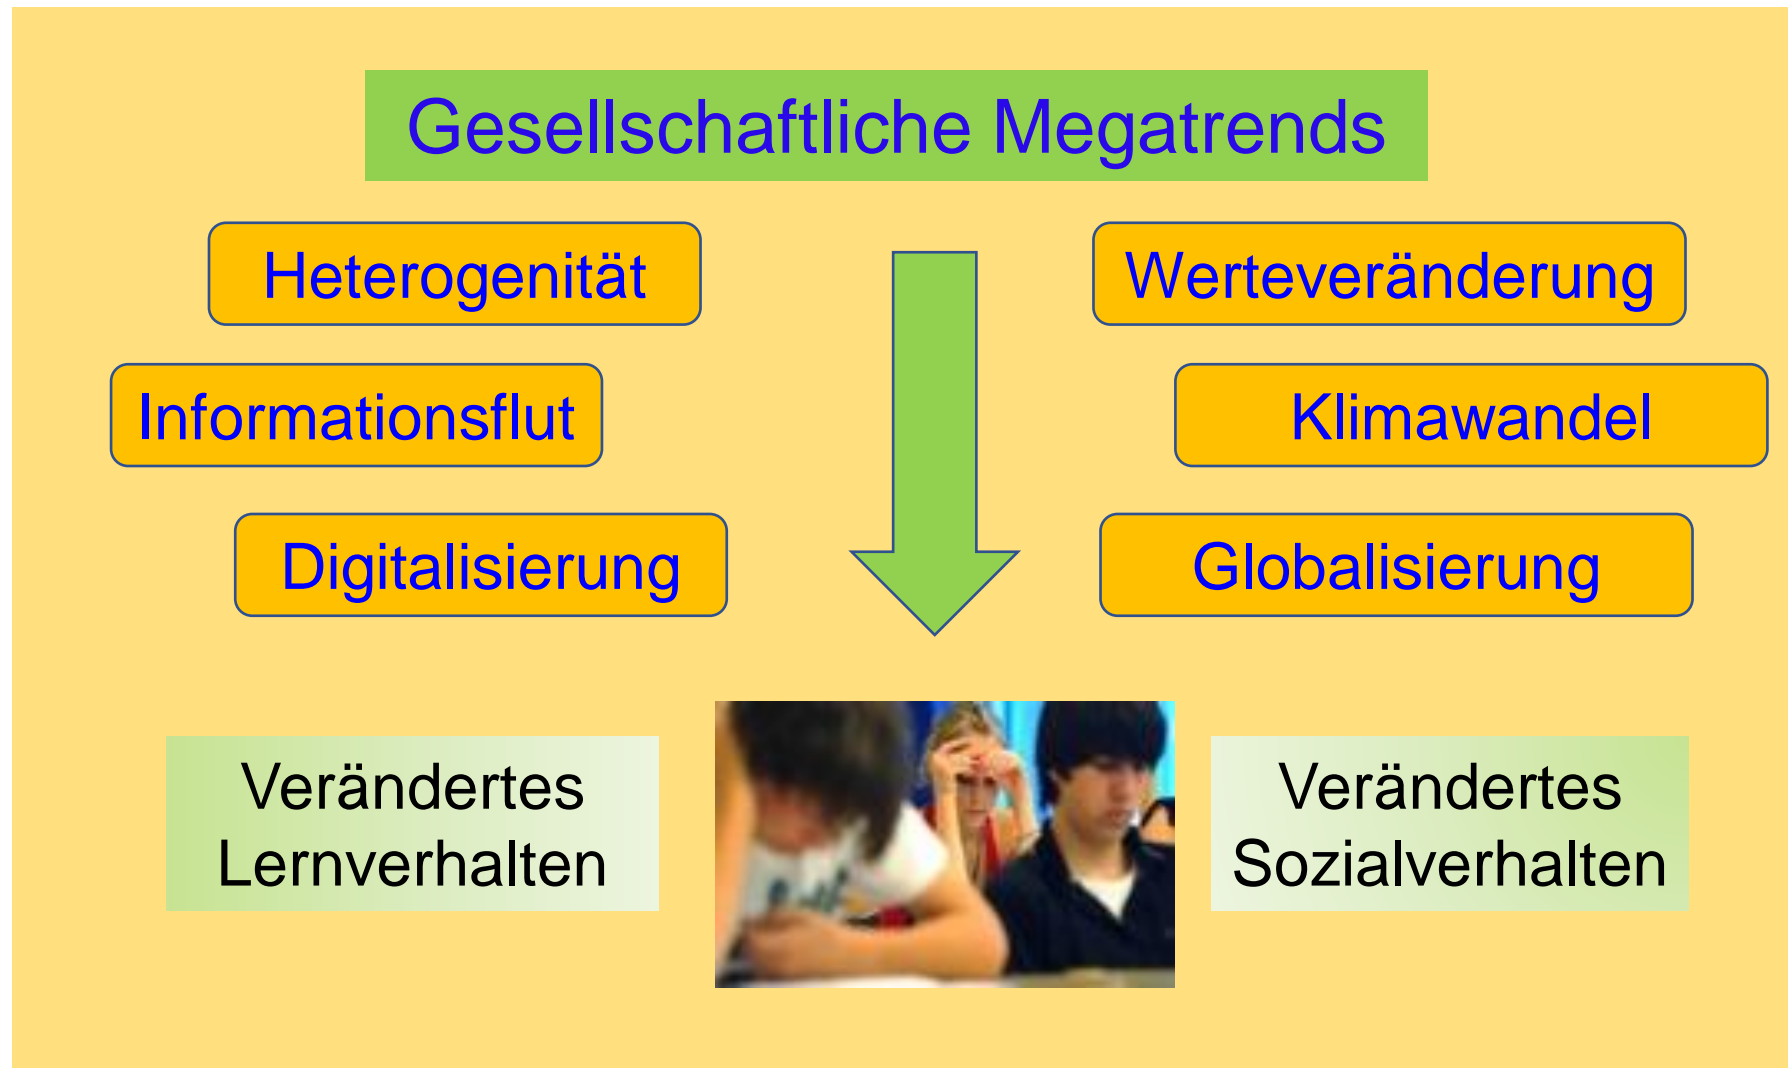 Gesellschaftliche Megatrends
Heterogenität
Werteveränderung
Informationsflut
Klimawandel
Digitalisierung
Globalisierung
Verändertes
Lernverhalten
Verändertes
Sozialverhalten